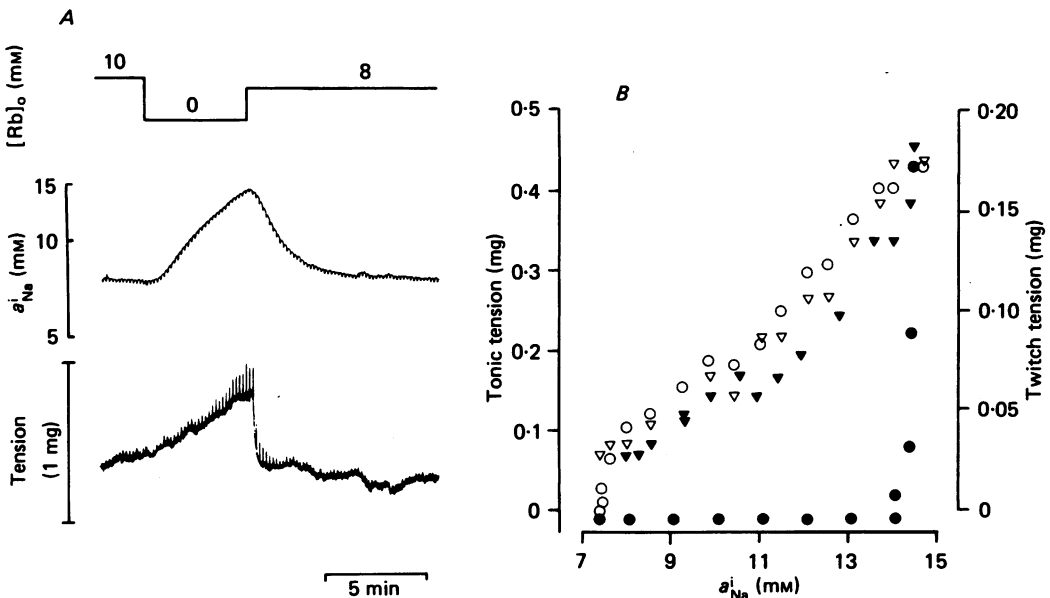 A
[Rb]o (mM)
10
0
8
aiNa (mM)
15
10
5
Tension
(1 mg)
5 min
B
Tonic tension (mg)
0·5
0·4
0·3
0·2
0·1
0
Twitch tension (mg)
0·20
0·15
0·10
0·05
0
7
9
11
13
15
aiNa (mM)